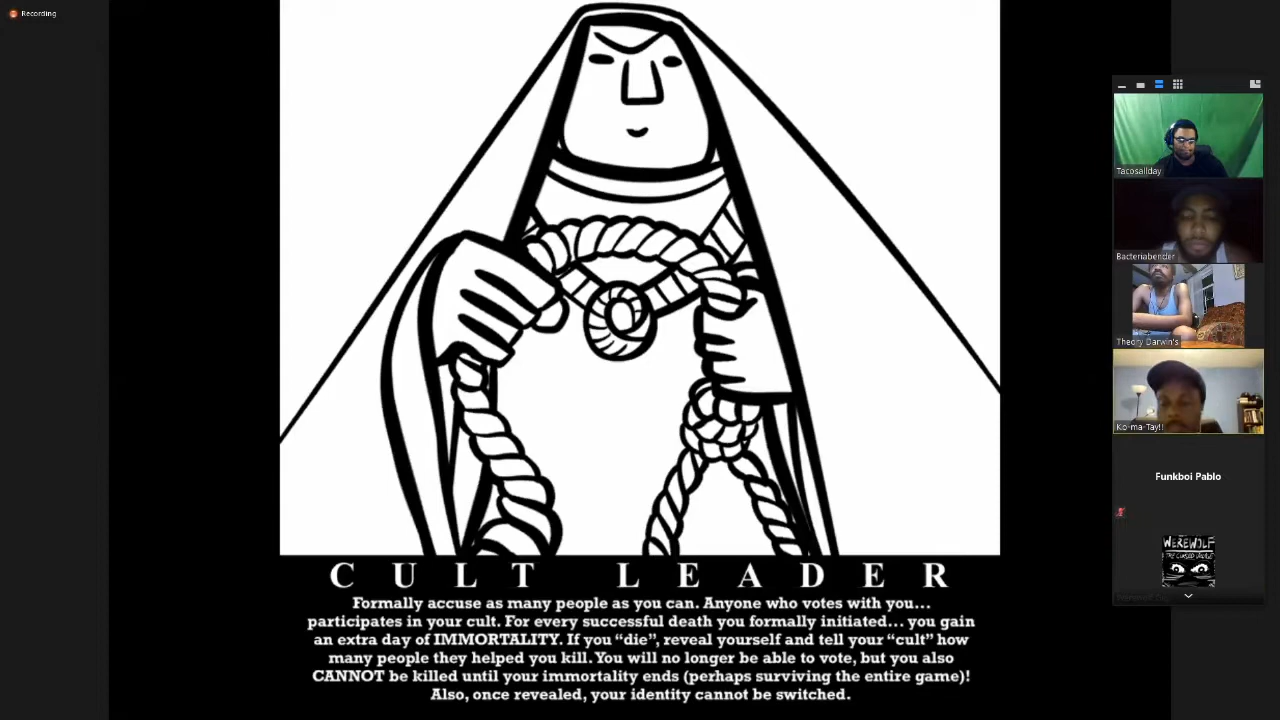 Recording
Tacosallday
Bacteriabender
Theory Darwin's
Ko-ma-Tay!!
Funkboi Pablo
WEREWOLF
THE CURSED VILLAGE
CULT LEADER
Formally accuse as many people as you can. Anyone who votes with you...
participates in your cult. For every successful death you formally initiated... you gain
an extra day of IMMORTALITY. If you “die”, reveal yourself and tell your “cult” how
many people they helped you kill. You will no longer be able to vote, but you also
CANNOT be killed until your immortality ends (perhaps surviving the entire game)!
Also, once revealed, your identity cannot be switched.